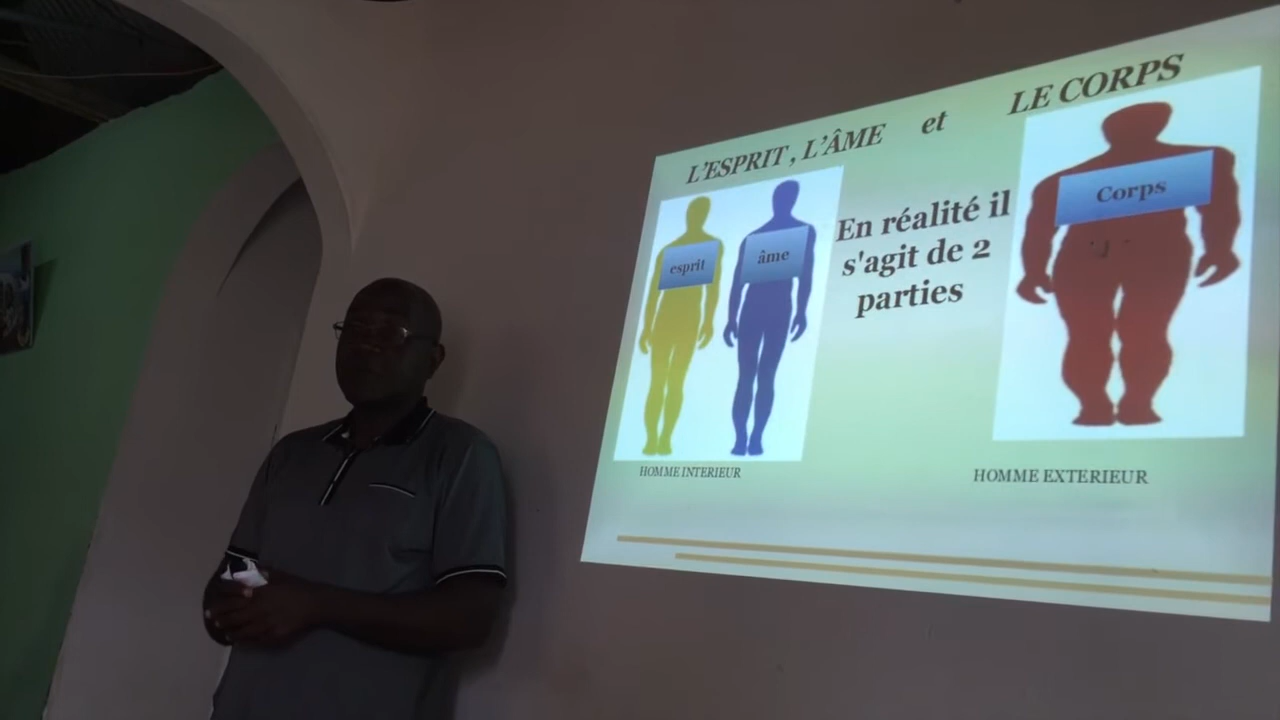 L'ESPRIT , L'ÂME et LE CORPS
esprit
âme
En réalité il
s'agit de 2
parties
Corps
HOMME INTERIEUR
HOMME EXTERIEUR